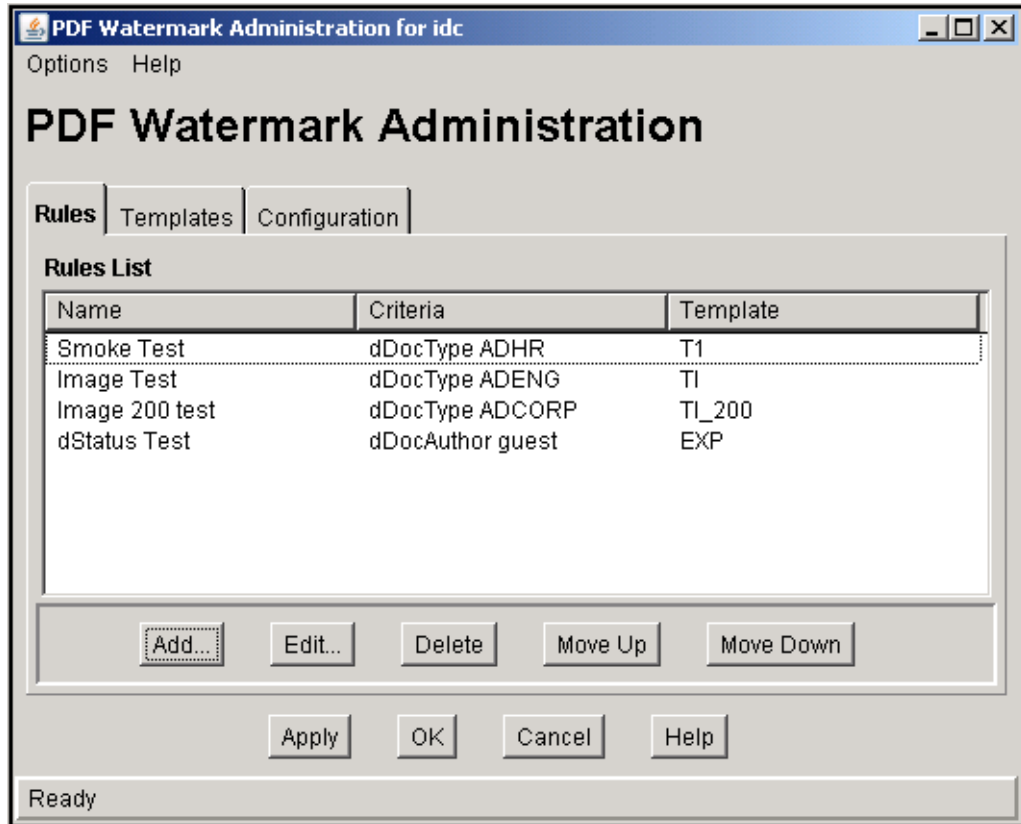 PDF Watermark Administration for idc
Options Help
PDF Watermark Administration
Rules Templates Configuration
Rules List
Name Criteria Template
Smoke Test dDocType ADHR T1
Image Test dDocType ADENG TI
Image 200 test dDocType ADCORP TI_200
dStatus Test dDocAuthor guest EXP
Add... Edit... Delete Move Up Move Down
Apply OK Cancel Help
Ready